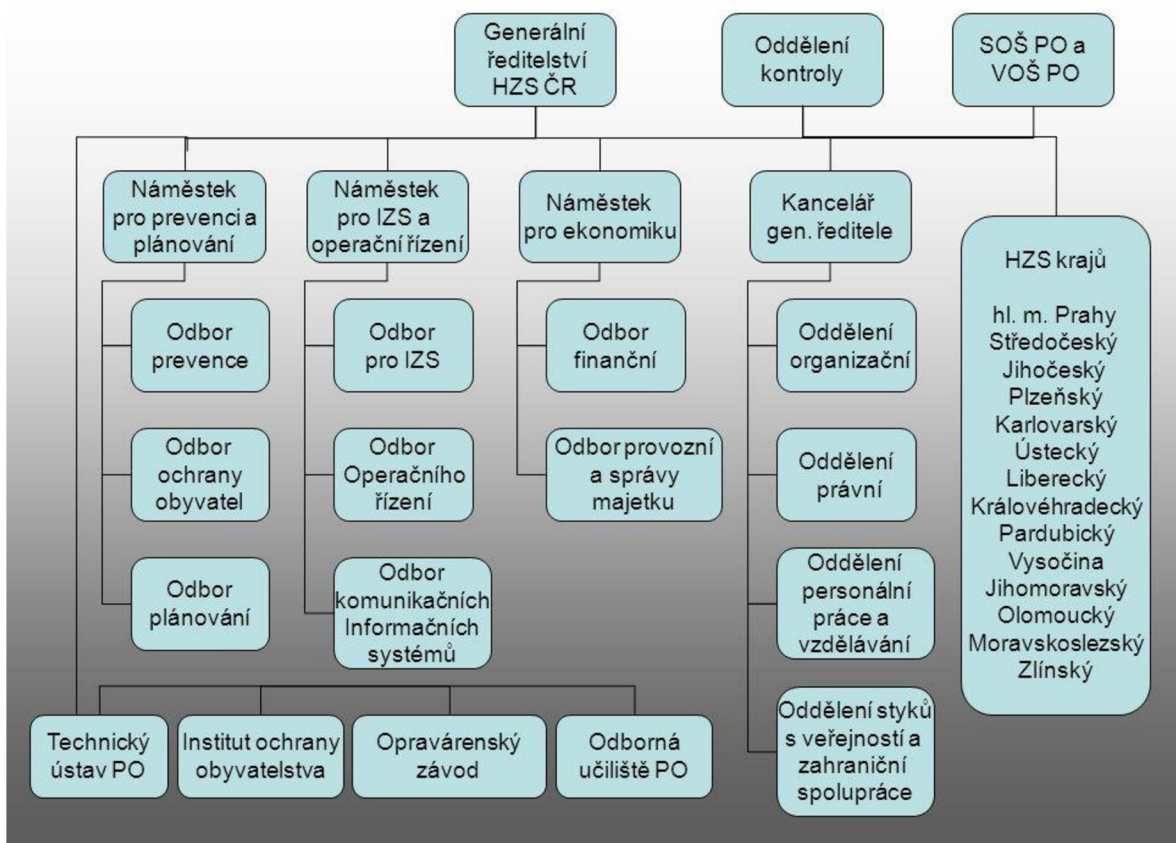 Generální
ředitelství
HZS ČR
Oddělení
kontroly
SOŠ PO a
VOŠ PO
Náměstek
pro prevenci a
plánování
Náměstek
pro IZS a
operační řízení
Náměstek
pro ekonomiku
Kancelář
gen. ředitele
HZS krajů
hl. m. Prahy
Středočeský
Jihočeský
Plzeňský
Karlovarský
Ústecký
Liberecký
Královéhradecký
Pardubický
Vysočina
Jihomoravský
Olomoucký
Moravskoslezský
Zlínský
Odbor
prevence
Odbor
pro IZS
Odbor
finanční
Oddělení
organizační
Odbor
ochrany
obyvatel
Odbor
Operačního
řízení
Odbor provozní
a správy
majetku
Oddělení
právní
Odbor
plánování
Odbor
komunikačních
Informačních
systémů
Oddělení
personální
práce a
vzdělávání
Technický
ústav PO
Institut ochrany
obyvatelstva
Opravárenský
závod
Odborná
učiliště PO
Oddělení styků
s veřejností a
zahraniční
spolupráce